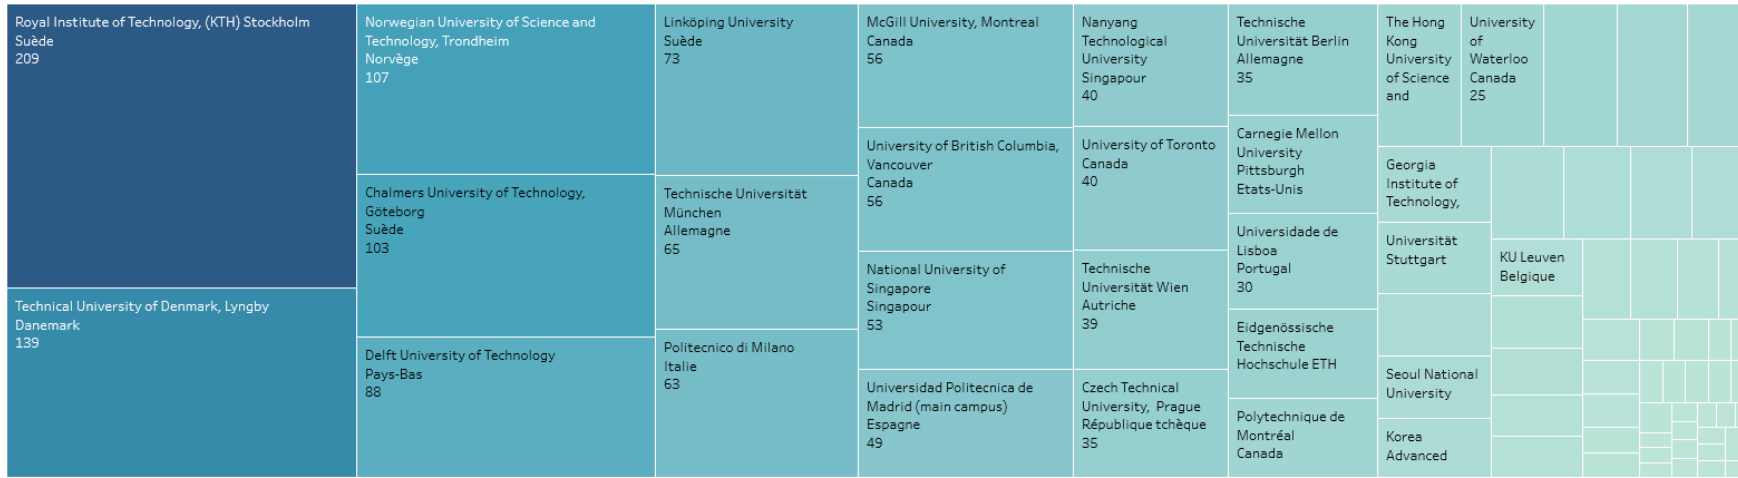 Royal Institute of Technology, (KTH) Stockholm
Suède
209
Technical University of Denmark, Lyngby
Danemark
139
Norwegian University of Science and
Technology, Trondheim
Norvège
107
Chalmers University of Technology,
Göteborg
Suède
103
Delft University of Technology
Pays-Bas
88
Linköping University
Suède
73
Technische Universität
München
Allemagne
65
Politecnico di Milano
Italie
63
McGill University, Montreal
Canada
56
University of British Columbia,
Vancouver
Canada
56
National University of
Singapore
Singapour
53
Universidad Politecnica de
Madrid (main campus)
Espagne
49
Nanyang
Technological
University
Singapour
40
University of Toronto
Canada
40
Technische
Universität Wien
Autriche
39
Czech Technical
University, Prague
République tchèque
35
Technische
Universität Berlin
Allemagne
35
Carnegie Mellon
University
Pittsburgh
Etats-Unis
Universidade de
Lisboa
Portugal
30
Eidgenössische
Technische
Hochschule ETH
Polytechnique de
Montréal
Canada
The Hong
Kong
University
of Science
and
University
of
Waterloo
Canada
25
Georgia
Institute of
Technology,
Universität
Stuttgart
Seoul National
University
Korea
Advanced
KU Leuven
Belgique